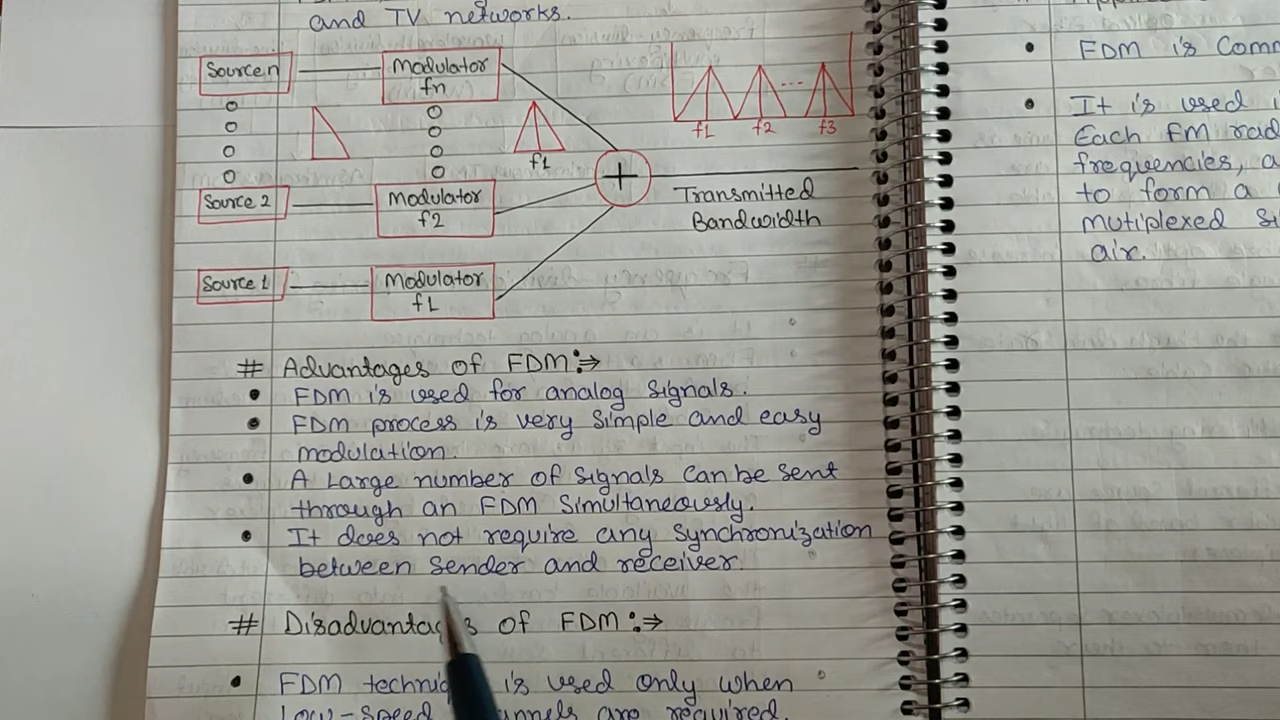 and TV networks.
Source n
Modulator
fn
f1
f1 f2 f3
Source 2
Modulator
f2
Transmitted
Bandwidth
Source 1
Modulator
f1
# Advantages of FDM:⇒
• FDM is used for analog signals.
• FDM process is very simple and easy
modulation.
• A Large number of signals can be sent
through an FDM simultaneously.
• It does not require any synchronization
between sender and receiver.
# Disadvantages of FDM:⇒
• FDM is used only when
Low-speed are required.
• FDM is
• It is used
Each FM
frequencies,
to form a
mutiplexed
air.